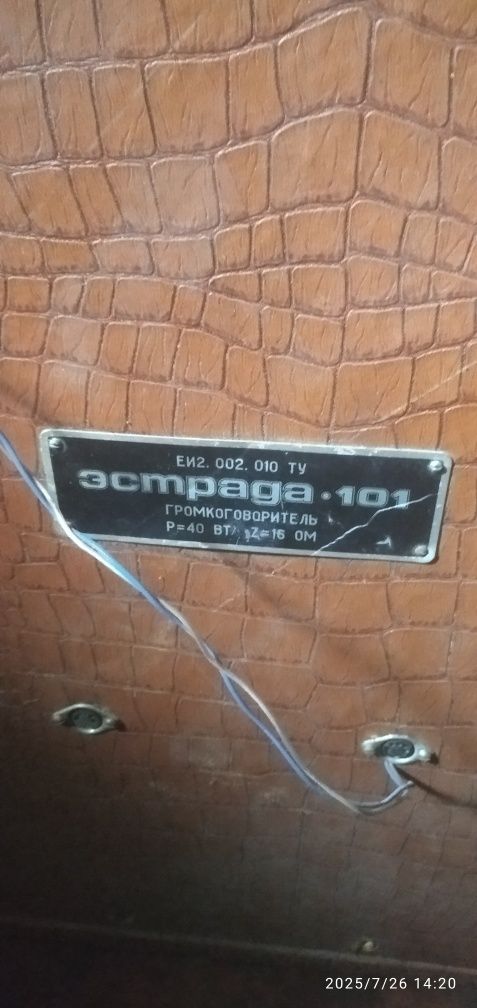 ЕИ2. 002. 010 ТУ
эстрада·101
ГРОМКОГОВОРИТЕЛЬ
Р=40 ВТ Z=16 ОМ
2025/7/26 14:20